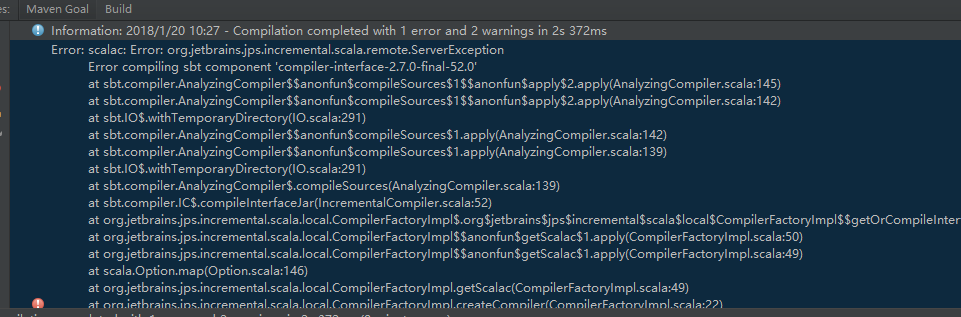 es: Maven Goal Build
Information: 2018/1/20 10:27 - Compilation completed with 1 error and 2 warnings in 2s 372ms
Error: scalac: Error: org.jetbrains.jps.incremental.scala.remote.ServerException
Error compiling sbt component 'compiler-interface-2.7.0-final-52.0'
at sbt.compiler.AnalyzingCompiler$$anonfun$compileSources$1$$anonfun$apply$2.apply(AnalyzingCompiler.scala:145)
at sbt.compiler.AnalyzingCompiler$$anonfun$compileSources$1$$anonfun$apply$2.apply(AnalyzingCompiler.scala:142)
at sbt.IO$.withTemporaryDirectory(IO.scala:291)
at sbt.compiler.AnalyzingCompiler$$anonfun$compileSources$1.apply(AnalyzingCompiler.scala:142)
at sbt.compiler.AnalyzingCompiler$$anonfun$compileSources$1.apply(AnalyzingCompiler.scala:139)
at sbt.IO$.withTemporaryDirectory(IO.scala:291)
at sbt.compiler.AnalyzingCompiler$.compileSources(AnalyzingCompiler.scala:139)
at sbt.compiler.IC$.compileInterfaceJar(IncrementalCompiler.scala:52)
at org.jetbrains.jps.incremental.scala.local.CompilerFactoryImpl$.org$jetbrains$jps$incremental$scala$local$CompilerFactoryImpl$$getOrCompileInter
at org.jetbrains.jps.incremental.scala.local.CompilerFactoryImpl$$anonfun$getScalac$1.apply(CompilerFactoryImpl.scala:50)
at org.jetbrains.jps.incremental.scala.local.CompilerFactoryImpl$$anonfun$getScalac$1.apply(CompilerFactoryImpl.scala:49)
at scala.Option.map(Option.scala:146)
at org.jetbrains.jps.incremental.scala.local.CompilerFactoryImpl.getScalac(CompilerFactoryImpl.scala:49)
at org.jetbrains.jps.incremental.scala.local.CompilerFactoryImpl.createCompiler(CompilerFactoryImpl.scala:22)